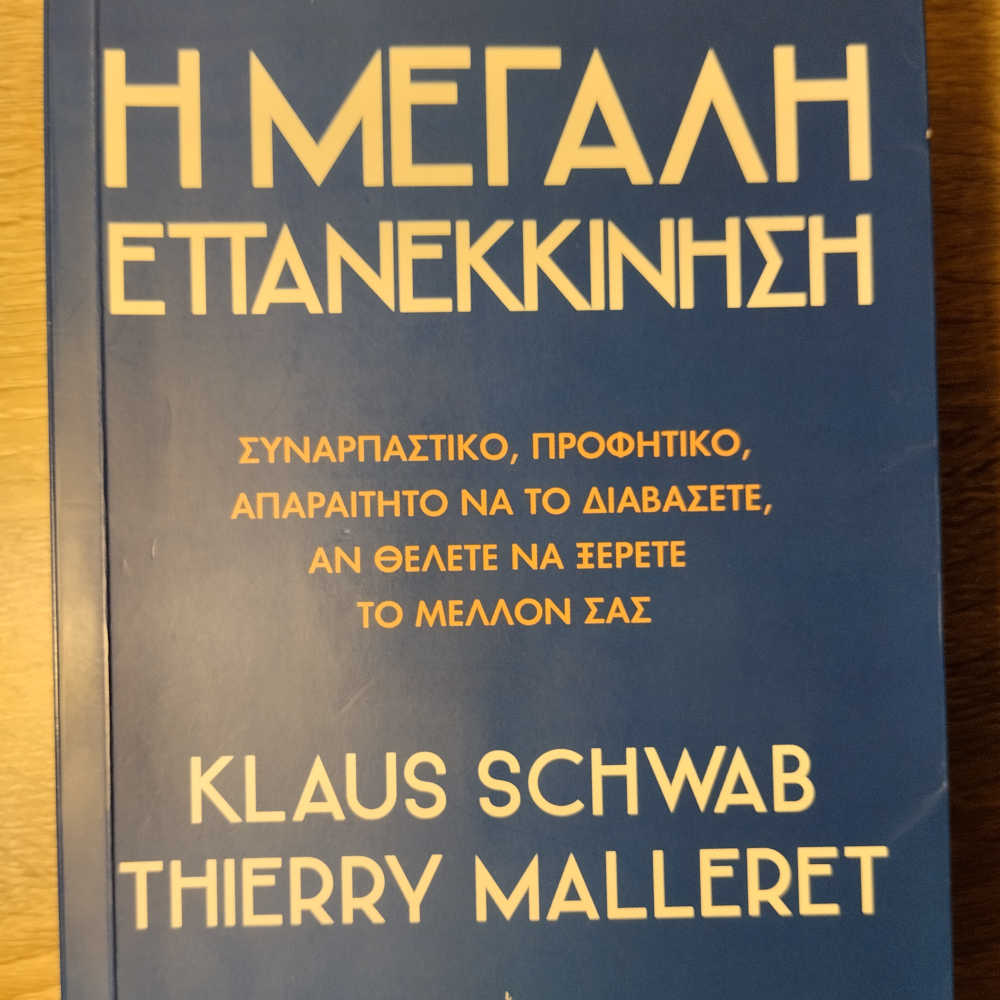 Η ΜΕΓΑΛΗ
ΕΠΑΝΕΚΚΙΝΗΣΗ
ΣΥΝΑΡΠΑΣΤΙΚΟ, ΠΡΟΦΗΤΙΚΟ,
ΑΠΑΡΑΙΤΗΤΟ ΝΑ ΤΟ ΔΙΑΒΑΣΕΤΕ,
ΑΝ ΘΕΛΕΤΕ ΝΑ ΞΕΡΕΤΕ
ΤΟ ΜΕΛΛΟΝ ΣΑΣ
KLAUS SCHWAB
THIERRY MALLERET